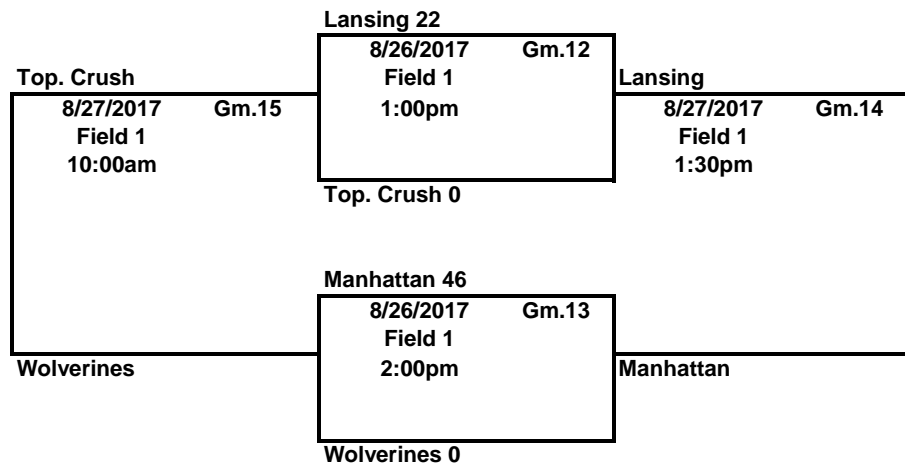 Lansing 22
8/26/2017 Gm.12
Top. Crush Field 1 Lansing
8/27/2017 Gm.15 1:00pm 8/27/2017 Gm.14
Field 1 Field 1
10:00am 1:30pm
Top. Crush 0
Manhattan 46
8/26/2017 Gm.13
Field 1
Wolverines 2:00pm Manhattan
Wolverines 0